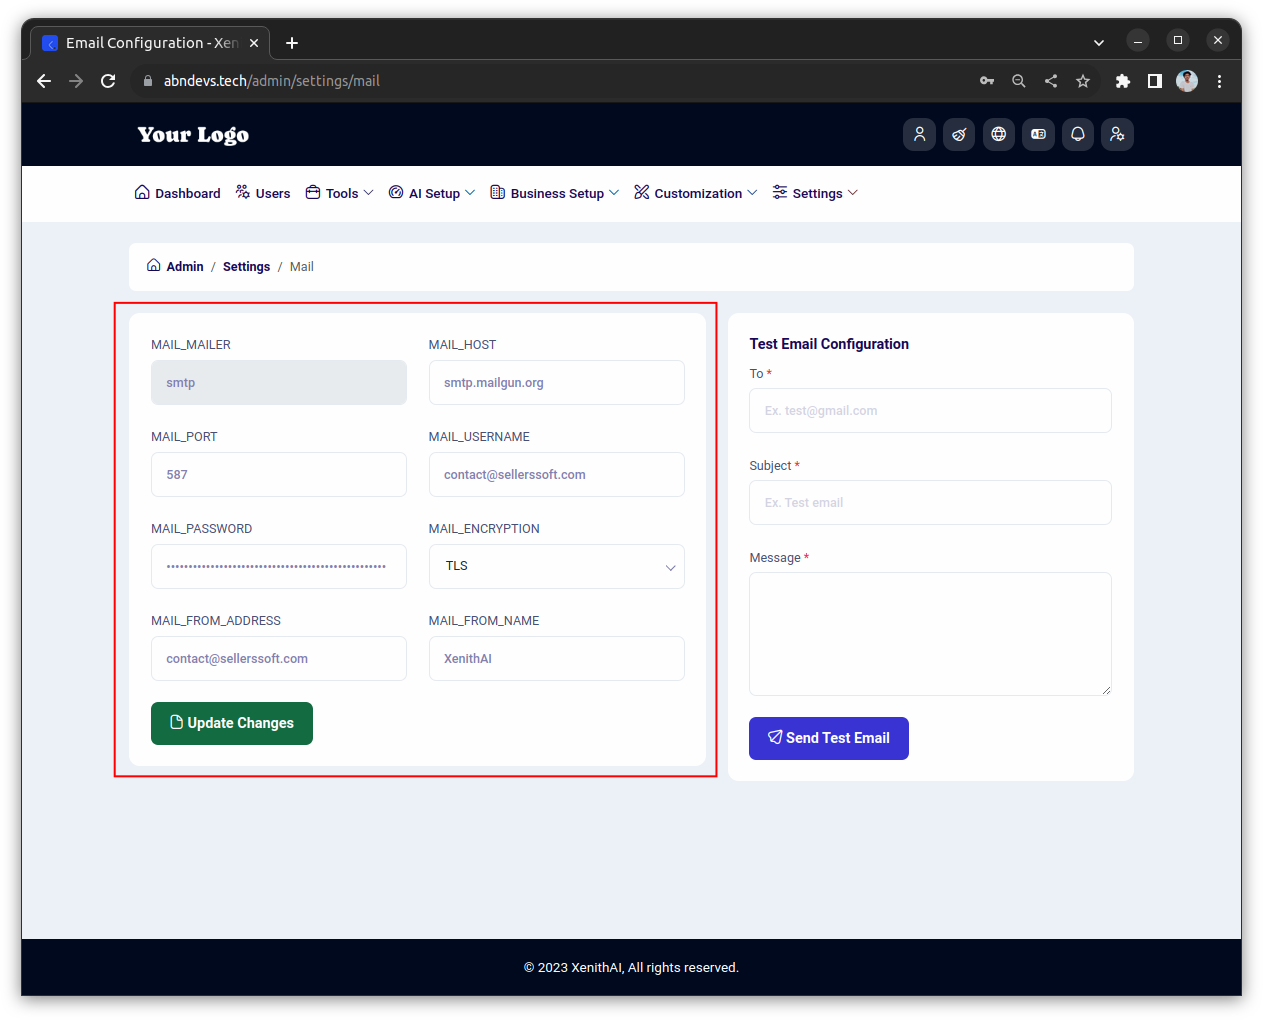 Email Configuration - Xen
abndevs.tech/admin/settings/mail
Your Logo
Dashboard Users Tools AI Setup Business Setup Customization Settings
Admin / Settings / Mail
MAIL_MAILER MAIL_HOST
smtp smtp.mailgun.org
MAIL_PORT MAIL_USERNAME
587 contact@sellerssoft.com
MAIL_PASSWORD MAIL_ENCRYPTION
TLS
MAIL_FROM_ADDRESS MAIL_FROM_NAME
contact@sellerssoft.com XenithAI
Update Changes
Test Email Configuration
To *
Ex. test@gmail.com
Subject *
Ex. Test email
Message *
Send Test Email
© 2023 XenithAI, All rights reserved.